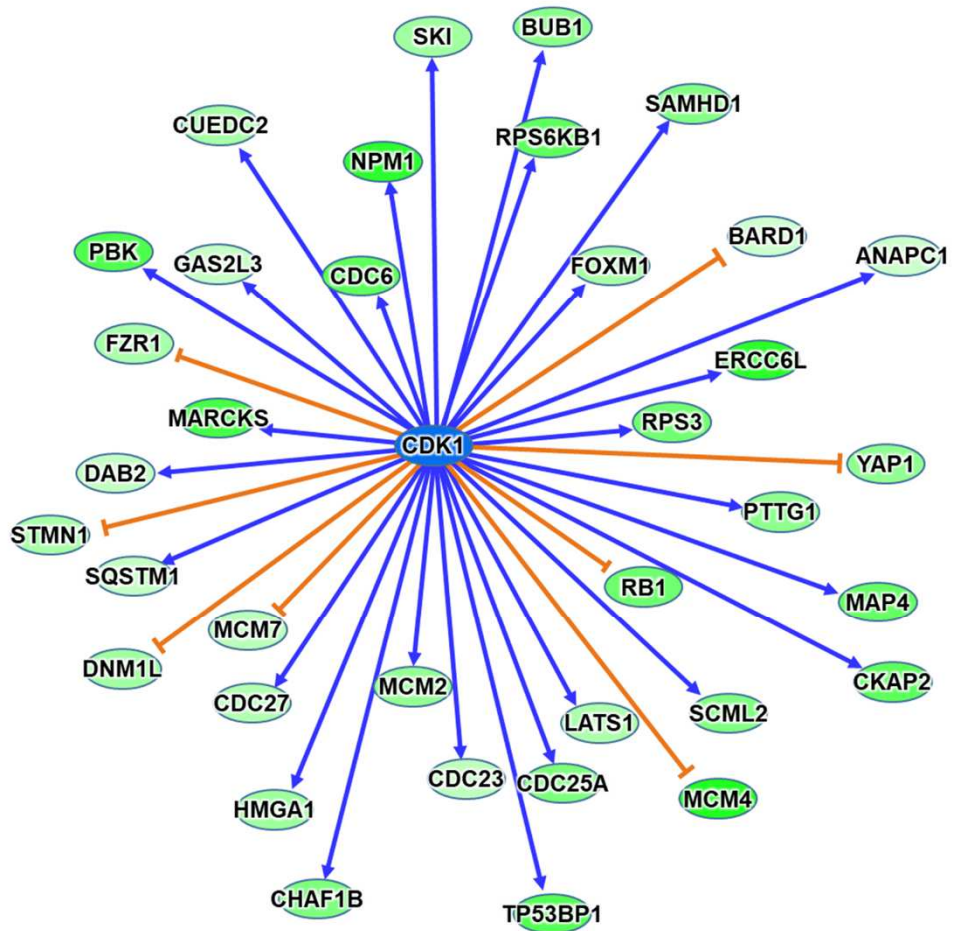 BUB1
SKI
SAMHD1
CUEDC2
RPS6KB1
NPM1
BARD1
PBK
GAS2L3
FOXM1
ANAPC1
CDC6
FZR1
ERCC6L
MARCKS
RPS3
CDK1
YAP1
DAB2
PTTG1
STMN1
SQSTM1
RB1
MAP4
MCM7
DNM1L
CKAP2
MCM2
CDC27
SCML2
LATS1
CDC23
CDC25A
MCM4
HMGA1
CHAF1B
TP53BP1